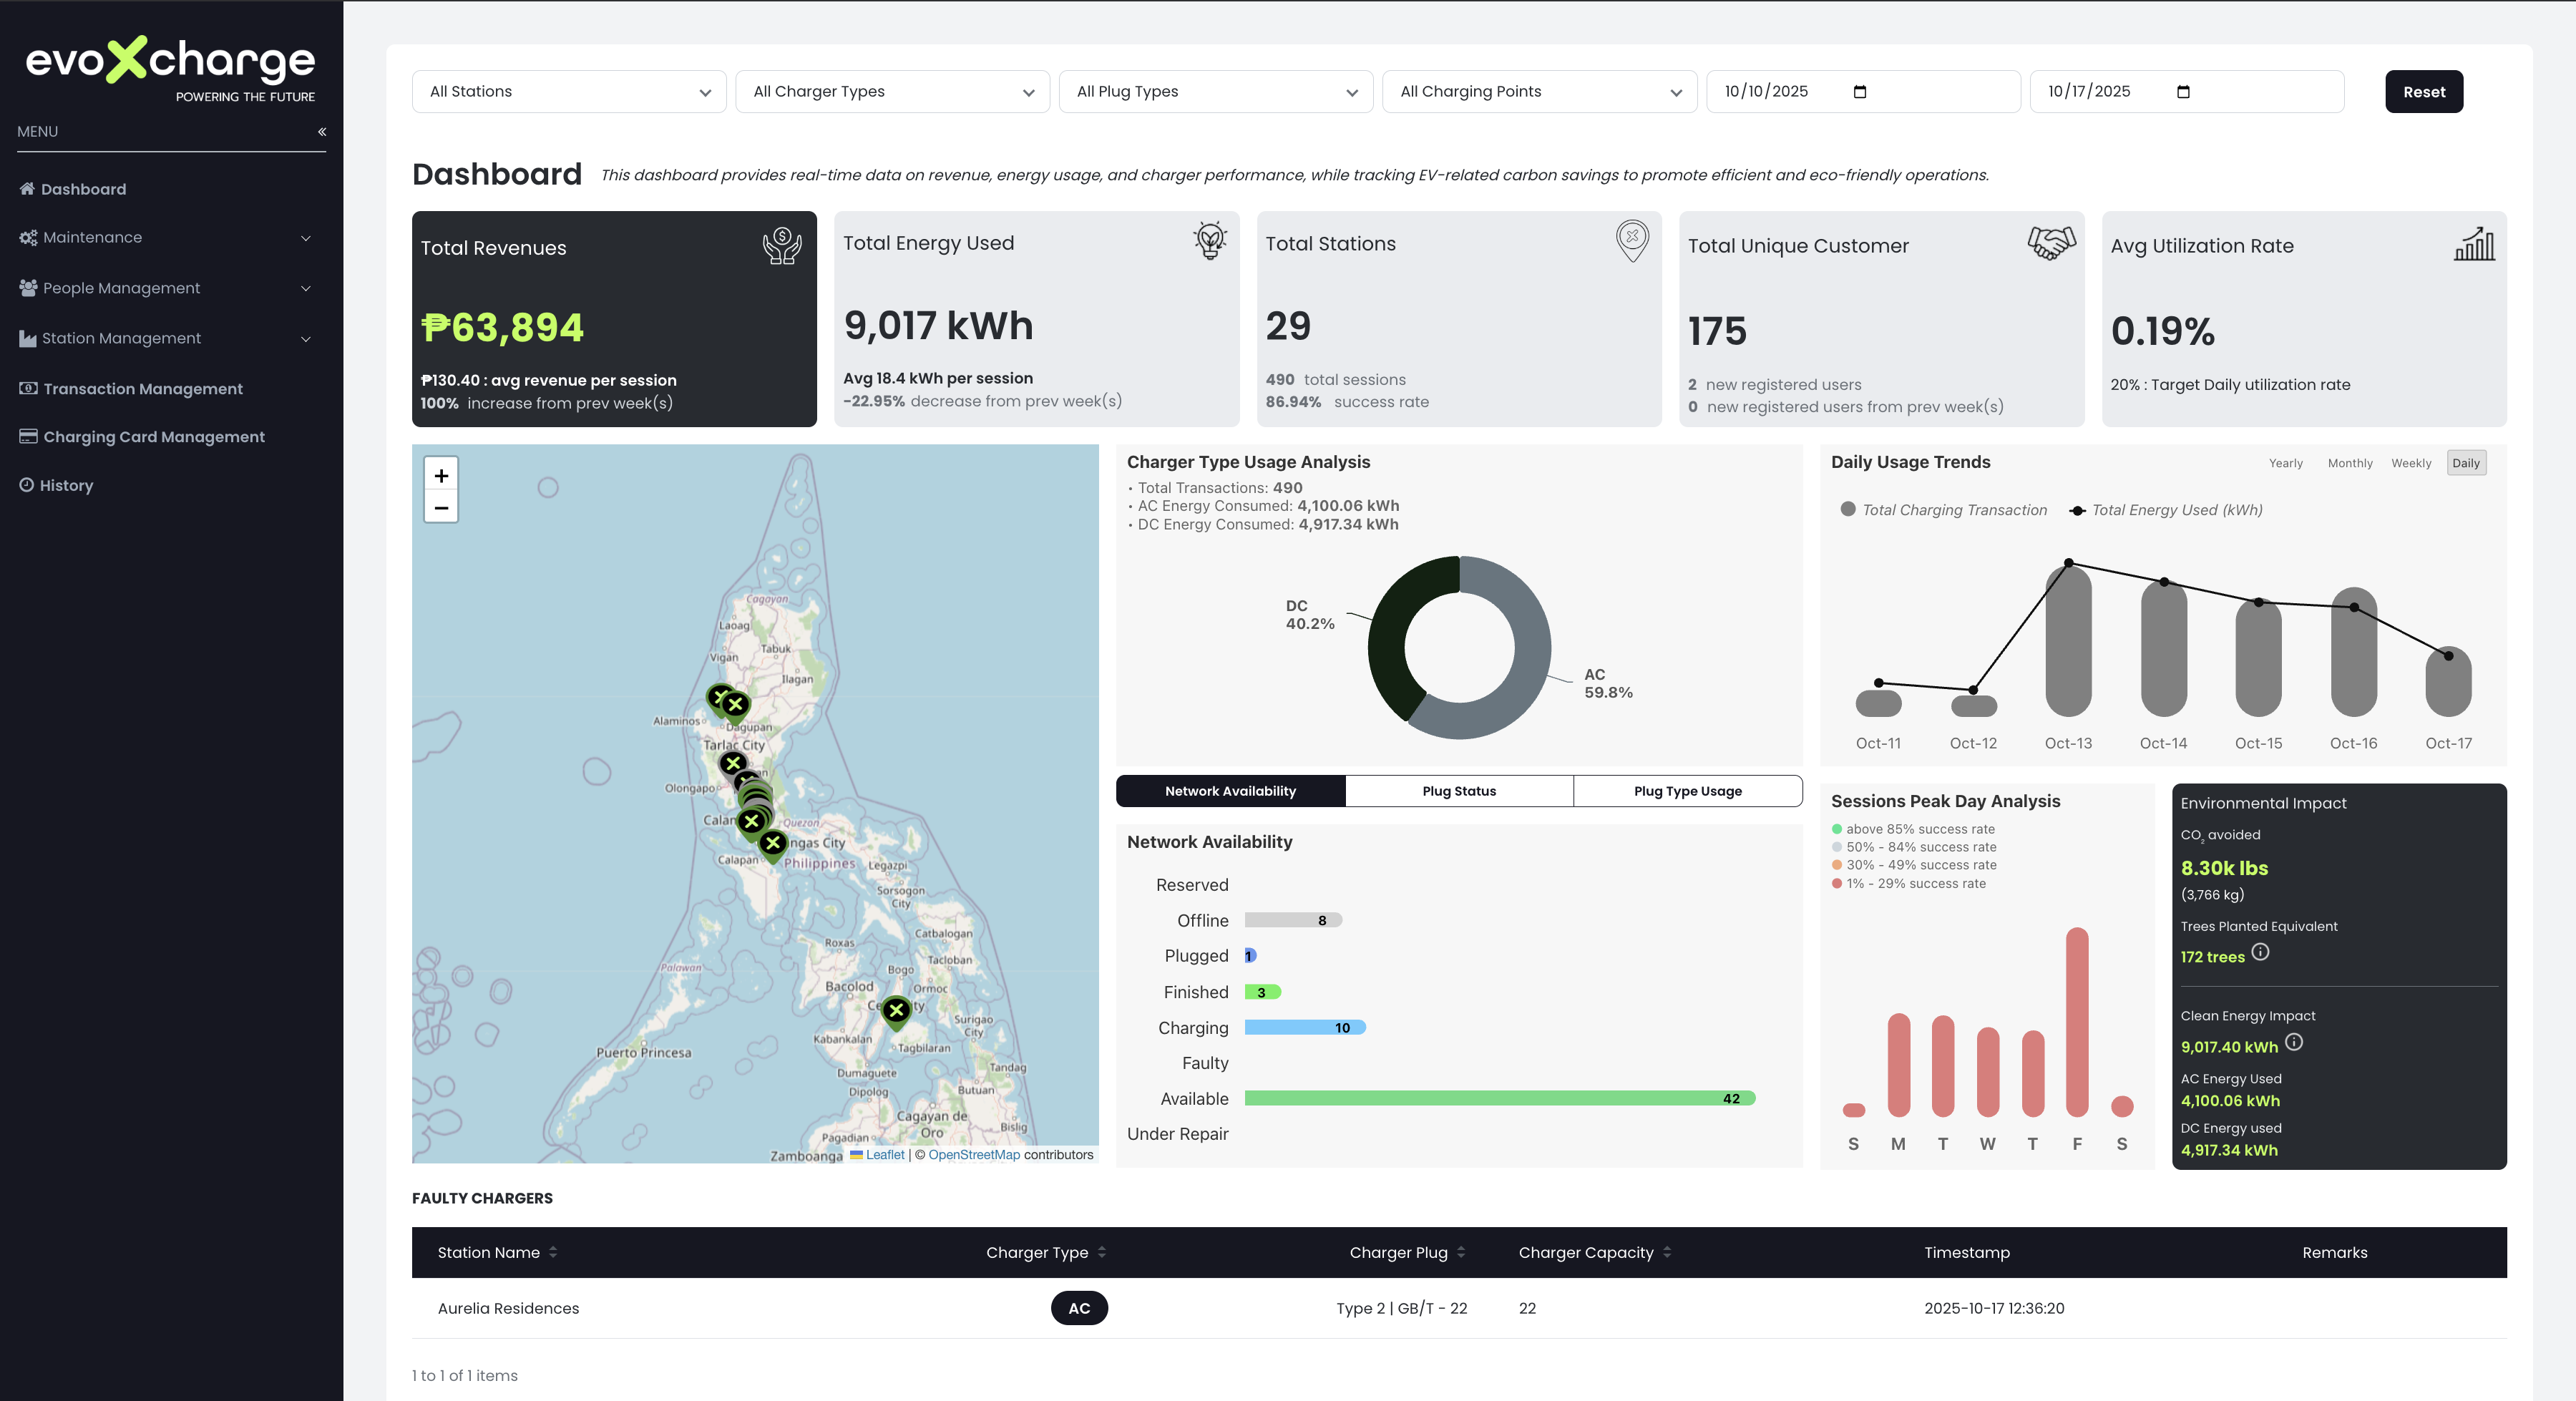 evoXcharge
POWERING THE FUTURE
MENU
«
Dashboard
Maintenance
People Management
Station Management
Transaction Management
Charging Card Management
History
All Stations
All Charger Types
All Plug Types
All Charging Points
10/10/2025
10/17/2025
Reset
Dashboard
This dashboard provides real-time data on revenue, energy usage, and charger performance, while tracking EV-related carbon savings to promote efficient and eco-friendly operations.
Total Revenues
₱63,894
₱130.40 : avg revenue per session
100% increase from prev week(s)
Total Energy Used
9,017 kWh
Avg 18.4 kWh per session
-22.95% decrease from prev week(s)
Total Stations
29
490 total sessions
86.94% success rate
Total Unique Customer
175
2 new registered users
0 new registered users from prev week(s)
Avg Utilization Rate
0.19%
20% : Target Daily utilization rate
+
−
Cagayan
Laoag
Vigan
Tabuk
Ilagan
Alaminos
Dagupan
Tarlac City
Olongapo
Quezon
Calapan
Philippines
Legazpi
Sorsogon
City
Catbalogan
Roxas
Tacloban
Palawan
Bogo
Bacolod
Ormoc
Surigao
City
Kabankalan
Tagbilaran
Puerto Princesa
Dumaguete
Tandag
Dipolog
Butuan
Cagayan de
Oro
Bislig
Pagadian
Zamboanga
Leaflet | © OpenStreetMap contributors
Charger Type Usage Analysis
• Total Transactions: 490
• AC Energy Consumed: 4,100.06 kWh
• DC Energy Consumed: 4,917.34 kWh
DC
40.2%
AC
59.8%
Network Availability
Plug Status
Plug Type Usage
Network Availability
Reserved
Offline 8
Plugged 1
Finished 3
Charging 10
Faulty
Available 42
Under Repair
Daily Usage Trends
Yearly Monthly Weekly Daily
Total Charging Transaction Total Energy Used (kWh)
Oct-11 Oct-12 Oct-13 Oct-14 Oct-15 Oct-16 Oct-17
Sessions Peak Day Analysis
above 85% success rate
50% - 84% success rate
30% - 49% success rate
1% - 29% success rate
S M T W T F S
Environmental Impact
CO₂ avoided
8.30k lbs
(3,766 kg)
Trees Planted Equivalent
172 trees
Clean Energy Impact
9,017.40 kWh
AC Energy Used
4,100.06 kWh
DC Energy used
4,917.34 kWh
FAULTY CHARGERS
Station Name Charger Type Charger Plug Charger Capacity Timestamp Remarks
Aurelia Residences AC Type 2 | GB/T - 22 22 2025-10-17 12:36:20
1 to 1 of 1 items